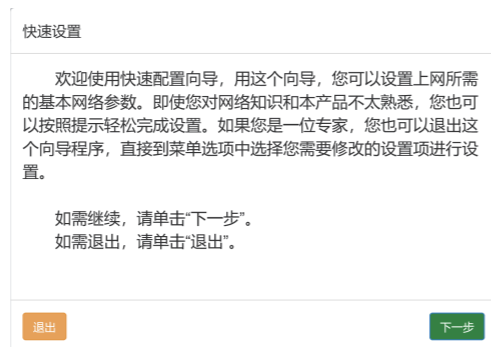 快速设置
欢迎使用快速配置向导，用这个向导，您可以设置上网所需
的基本网络参数。即使您对网络知识和本产品不太熟悉，您也可
以按照提示轻松完成设置。如果您是一位专家，您也可以退出这
个向导程序，直接到菜单选项中选择您需要修改的设置项进行设
置。
如需继续，请单击“下一步”。
如需退出，请单击“退出”。
退出
下一步